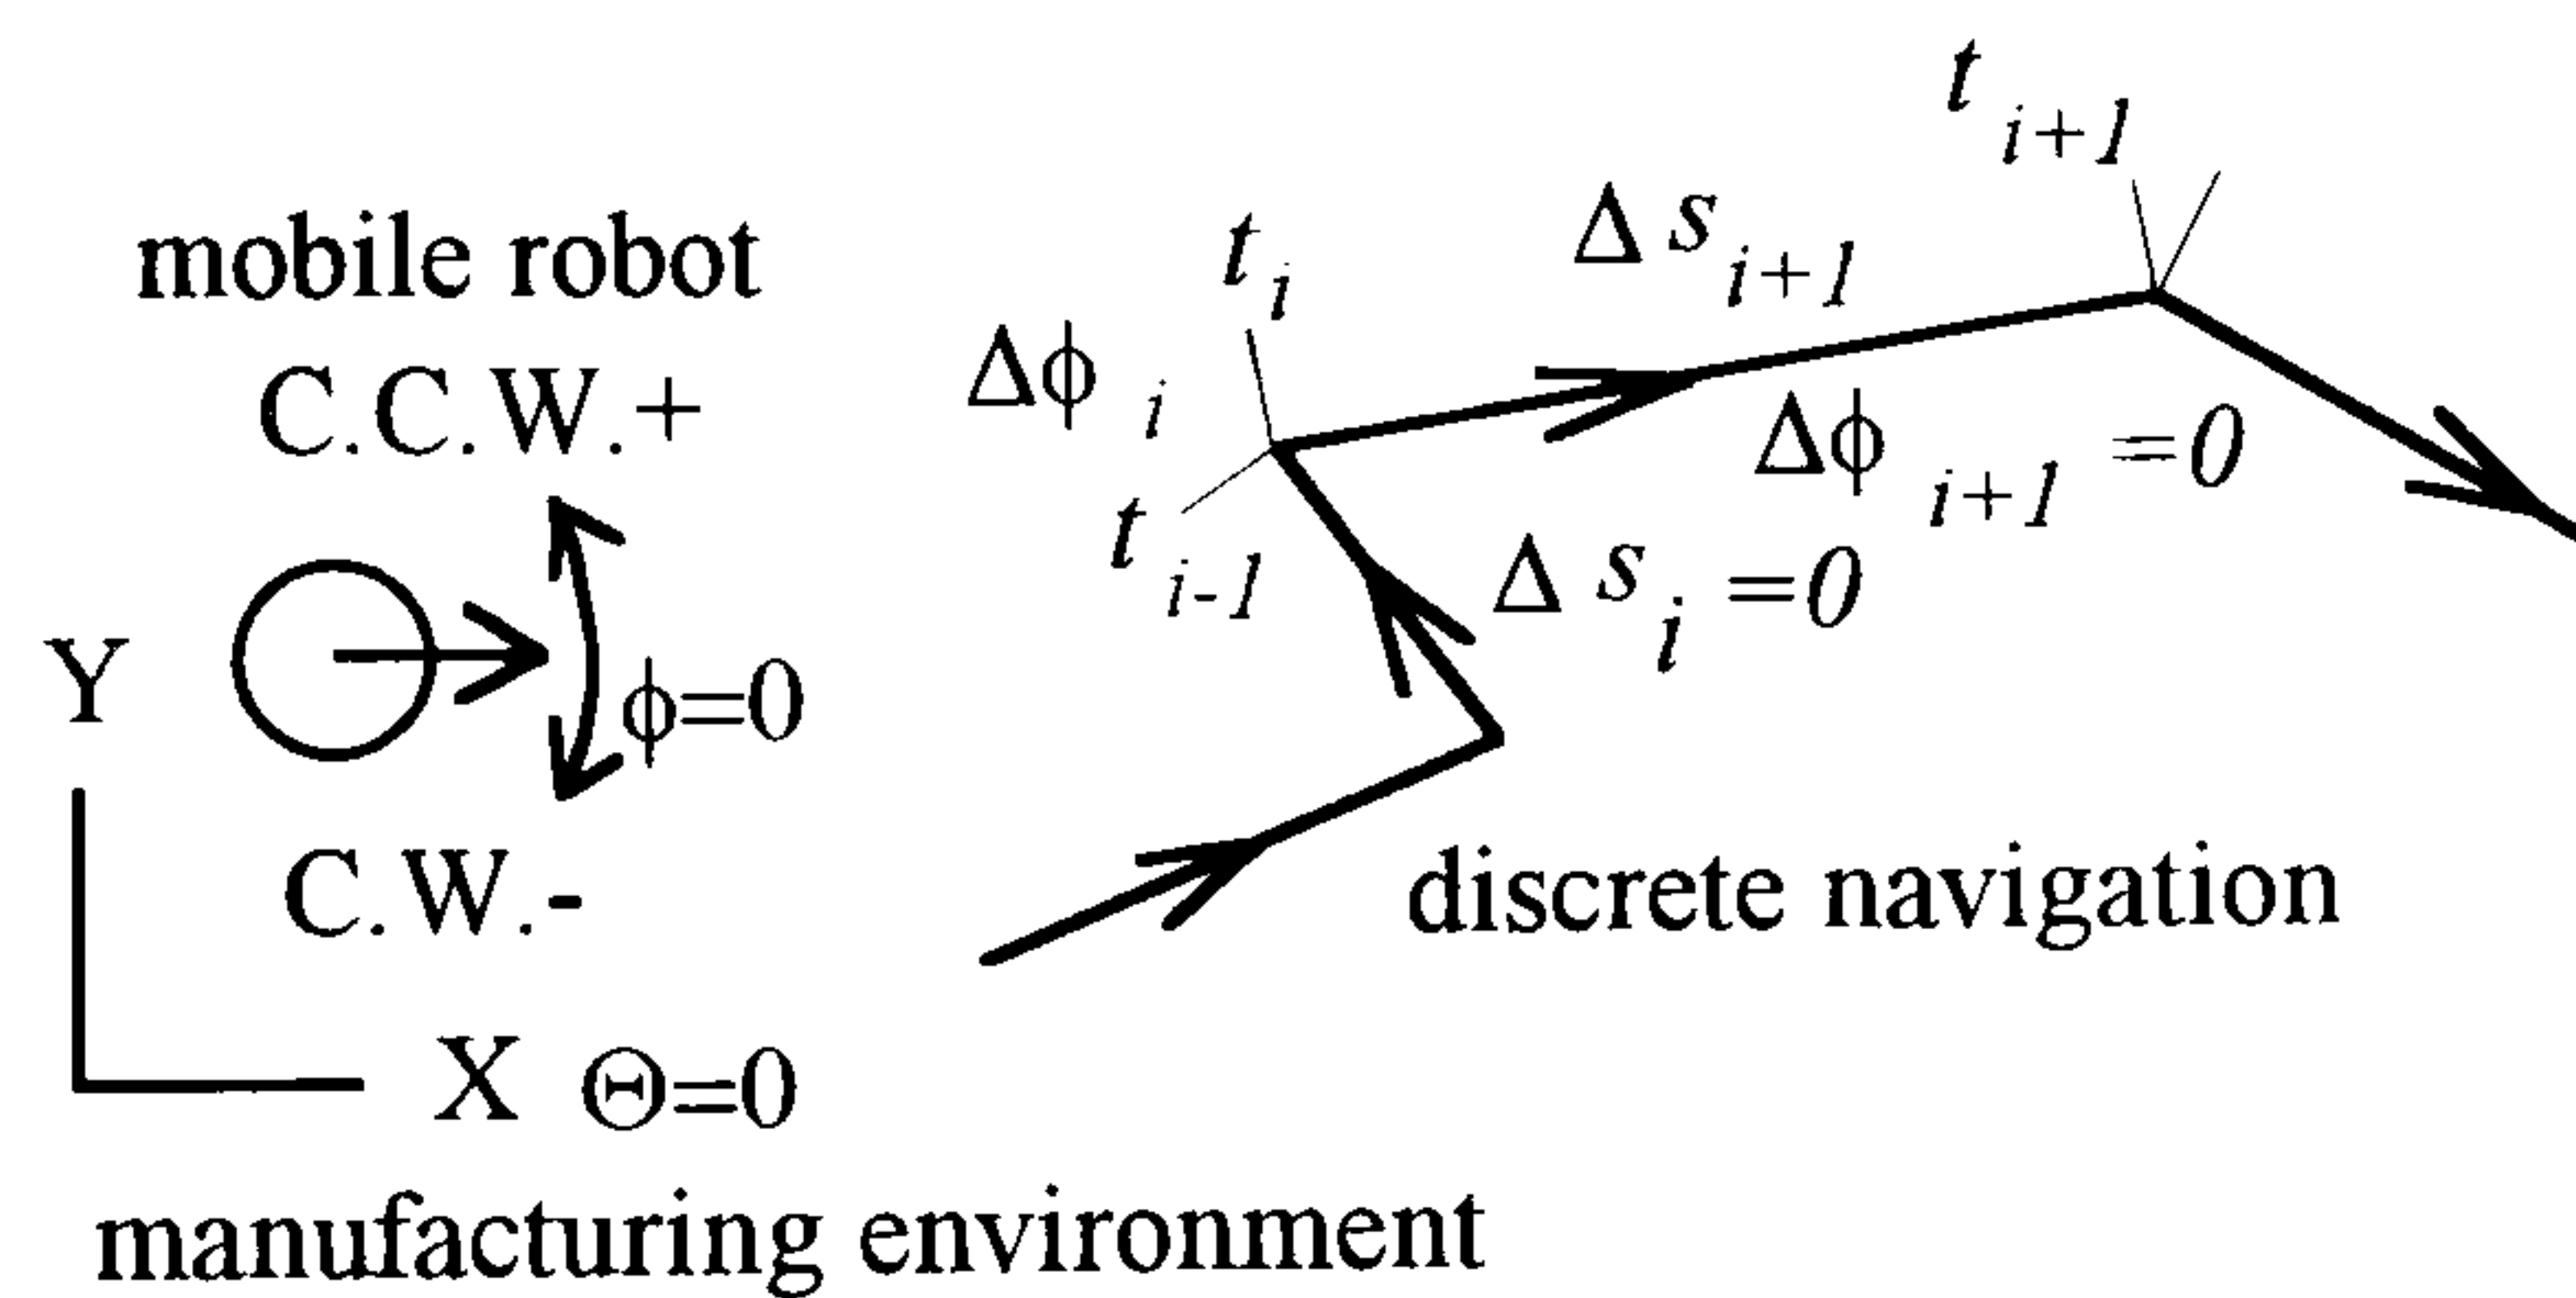 mobile robot
C.C.W.+
Y
ϕ=0
C.W.-
X Θ=0
manufacturing environment
t i+1
t i
Δ s i+1
Δϕ i
Δϕ i+1 =0
t i-1
Δ s i =0
discrete navigation